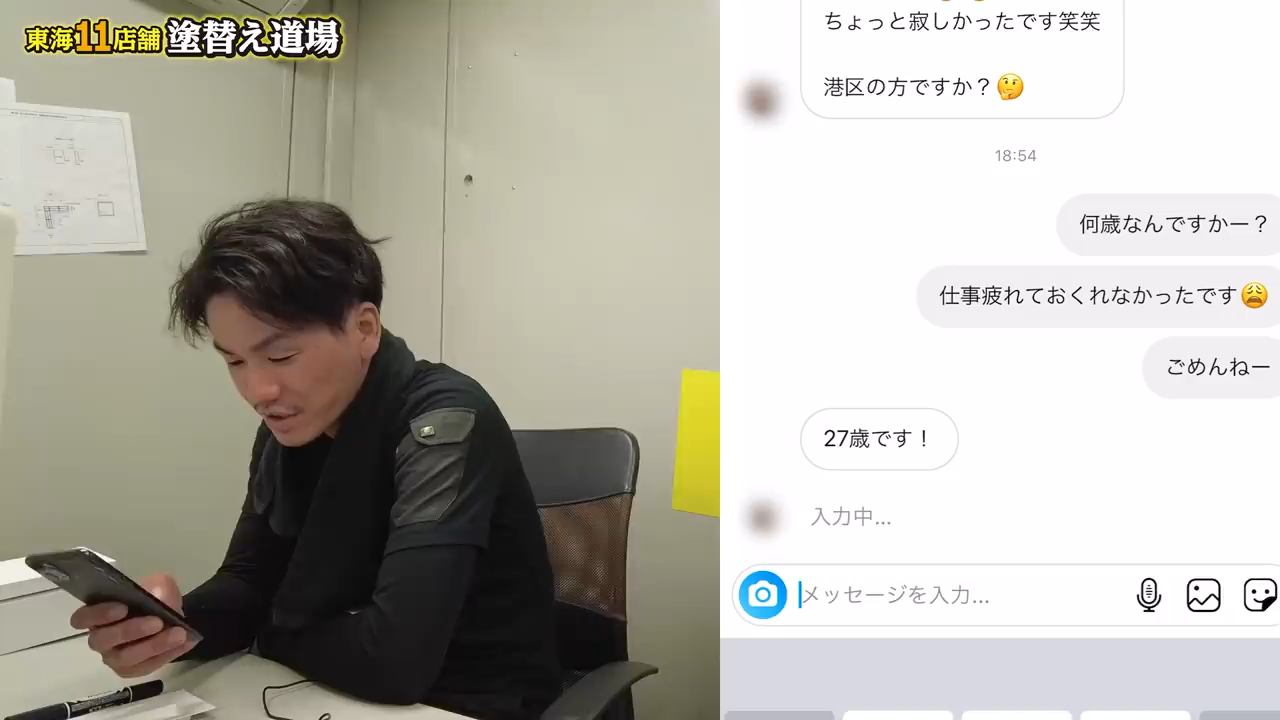 東海11店舗 塗替え道場
ちょっと寂しかったです笑笑
港区の方ですか？🤔
18:54
何歳なんですかー？
仕事疲れておくれなかったです😩
ごめんねー
27歳です！
入力中...
メッセージを入力...